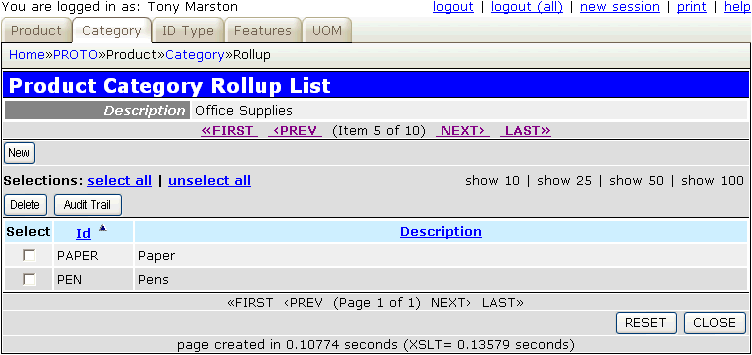 You are logged in as: Tony Marston logout | logout (all) | new session | print | help
Product Category ID Type Features UOM
Home»PROTO»Product»Category»Rollup
Product Category Rollup List
Description Office Supplies
«FIRST ‹PREV (Item 5 of 10) NEXT› LAST»
New
Selections: select all | unselect all show 10 | show 25 | show 50 | show 100
Delete Audit Trail
Select Id Description
PAPER Paper
PEN Pens
«FIRST ‹PREV (Page 1 of 1) NEXT› LAST»
RESET CLOSE
page created in 0.10774 seconds (XSLT= 0.13579 seconds)